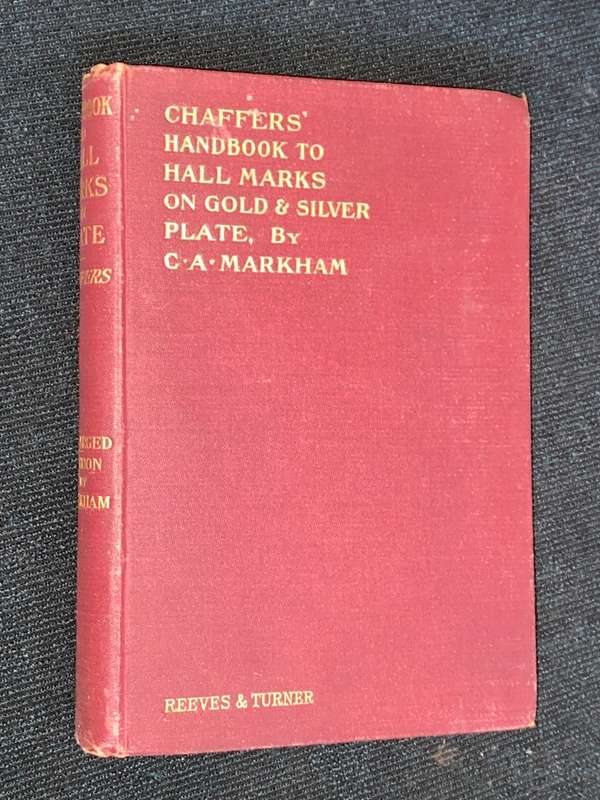 CHAFFERS'
HANDBOOK TO
HALL MARKS
ON GOLD & SILVER
PLATE, BY
C·A·MARKHAM
REEVES & TURNER